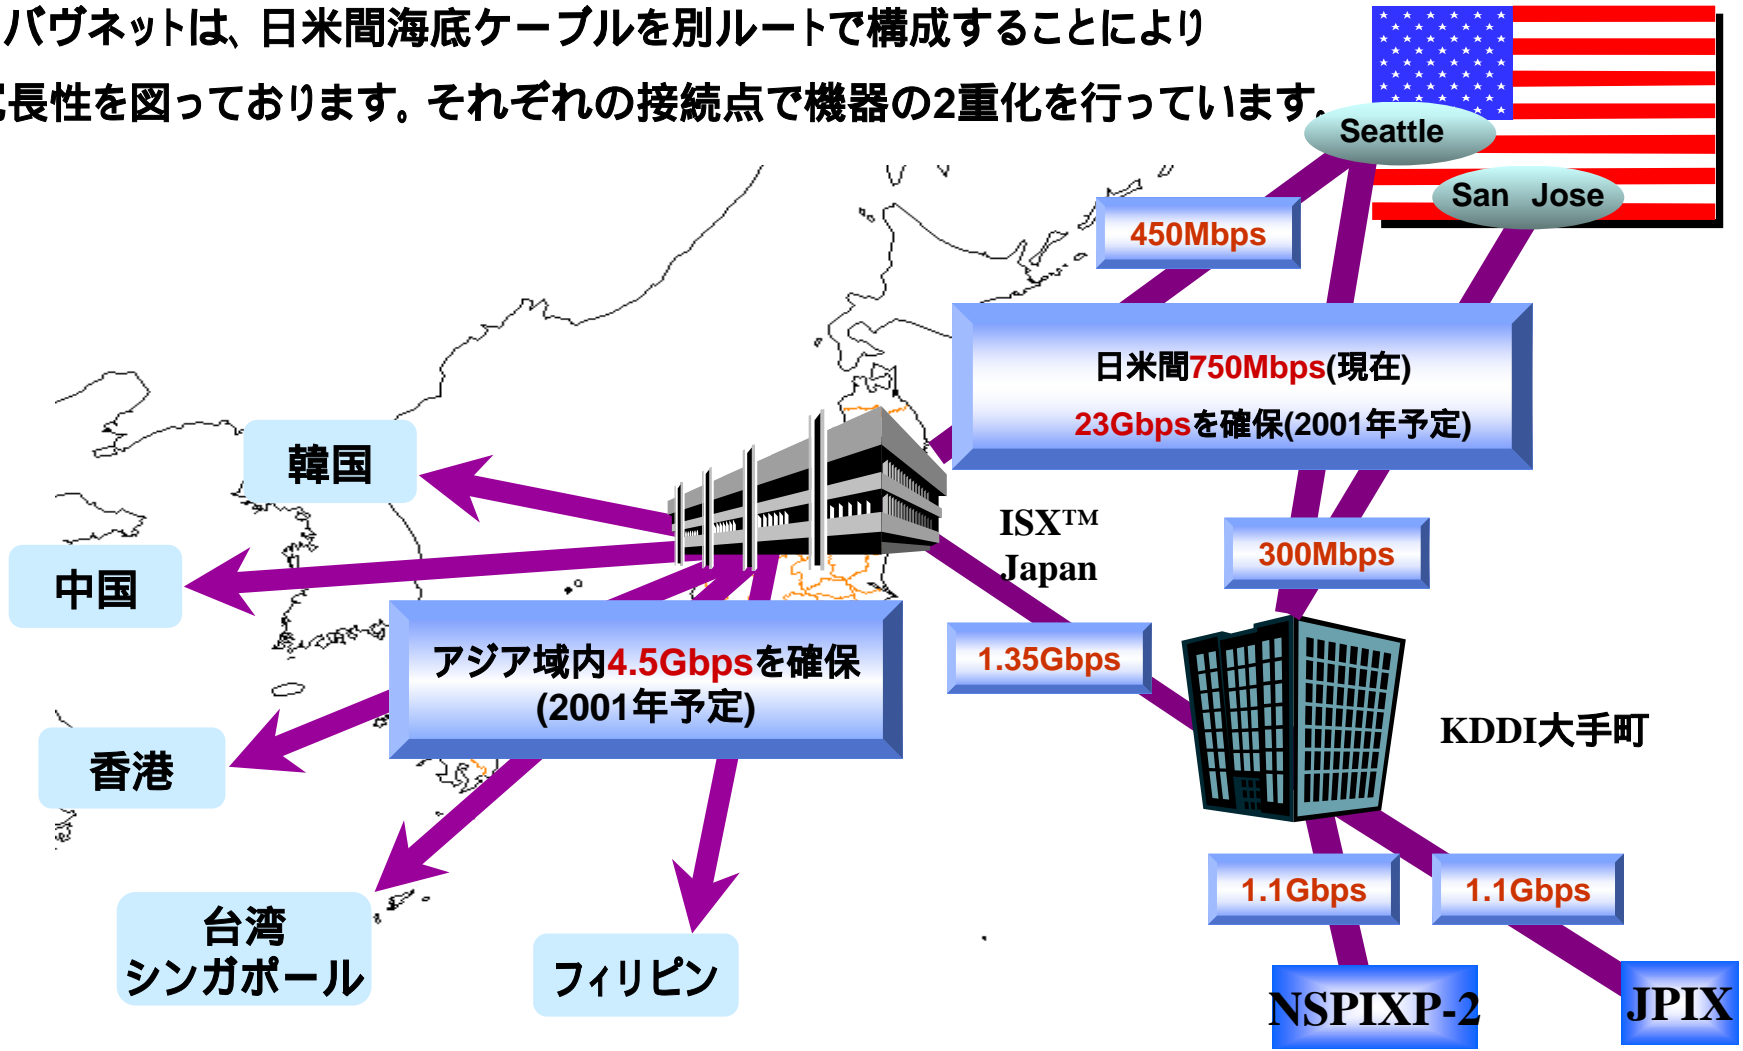 バヴネットは、日米間海底ケーブルを別ルートで構成することにより
長性を図っております。それぞれの接続点で機器の2重化を行っています。
Seattle
San Jose
450Mbps
日米間750Mbps(現在)
23Gbpsを確保(2001年予定)
韓国
ISX™
Japan
300Mbps
中国
アジア域内4.5Gbpsを確保
(2001年予定)
1.35Gbps
KDDI大手町
香港
1.1Gbps
1.1Gbps
台湾
シンガポール
フィリピン
NSPIXP-2
JPIX